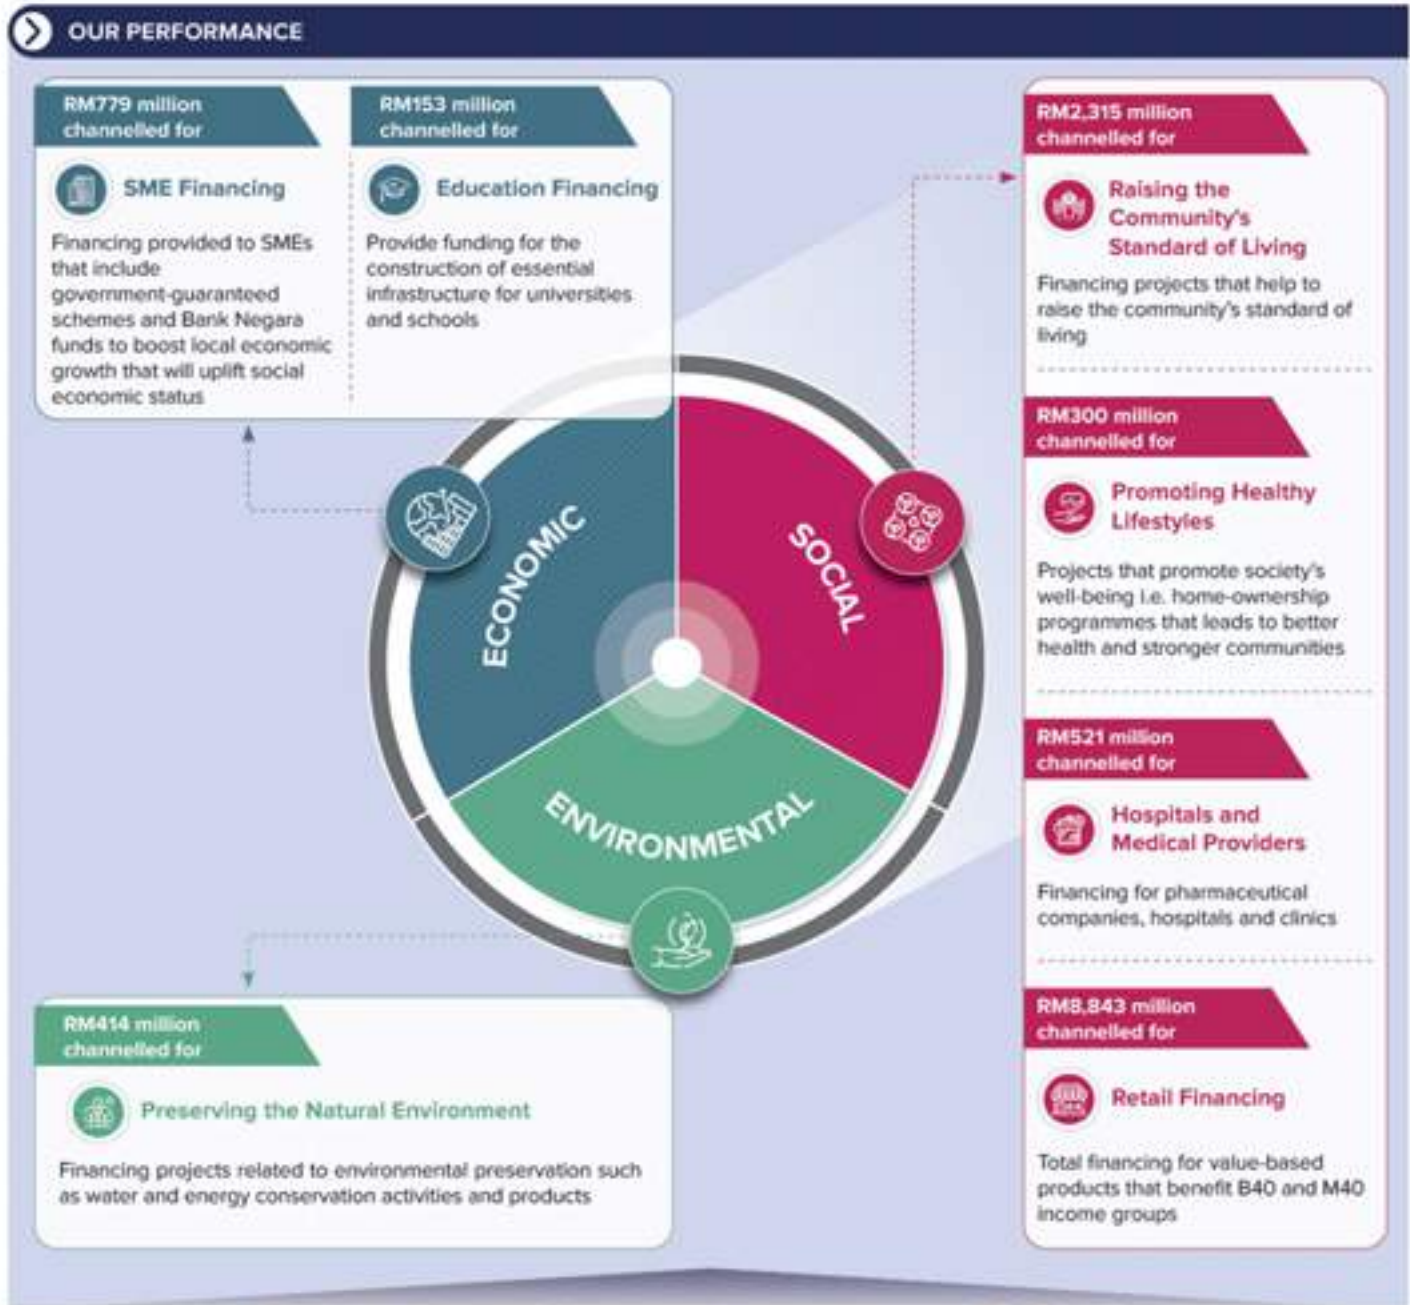 OUR PERFORMANCE
RM779 million
channelled for
SME Financing
Financing provided to SMEs
that include
government-guaranteed
schemes and Bank Negara
funds to boost local economic
growth that will uplift social
economic status
RM153 million
channelled for
Education Financing
Provide funding for the
construction of essential
infrastructure for universities
and schools
RM2,315 million
channelled for
Raising the
Community's
Standard of Living
Financing projects that help to
raise the community's standard of
living
RM300 million
channelled for
Promoting Healthy
Lifestyles
Projects that promote society's
well-being i.e. home-ownership
programmes that leads to better
health and stronger communities
RM521 million
channelled for
Hospitals and
Medical Providers
Financing for pharmaceutical
companies, hospitals and clinics
RM8,843 million
channelled for
Retail Financing
Total financing for value-based
products that benefit B40 and M40
income groups
ECONOMIC
SOCIAL
ENVIRONMENTAL
RM414 million
channelled for
Preserving the Natural Environment
Financing projects related to environmental preservation such
as water and energy conservation activities and products